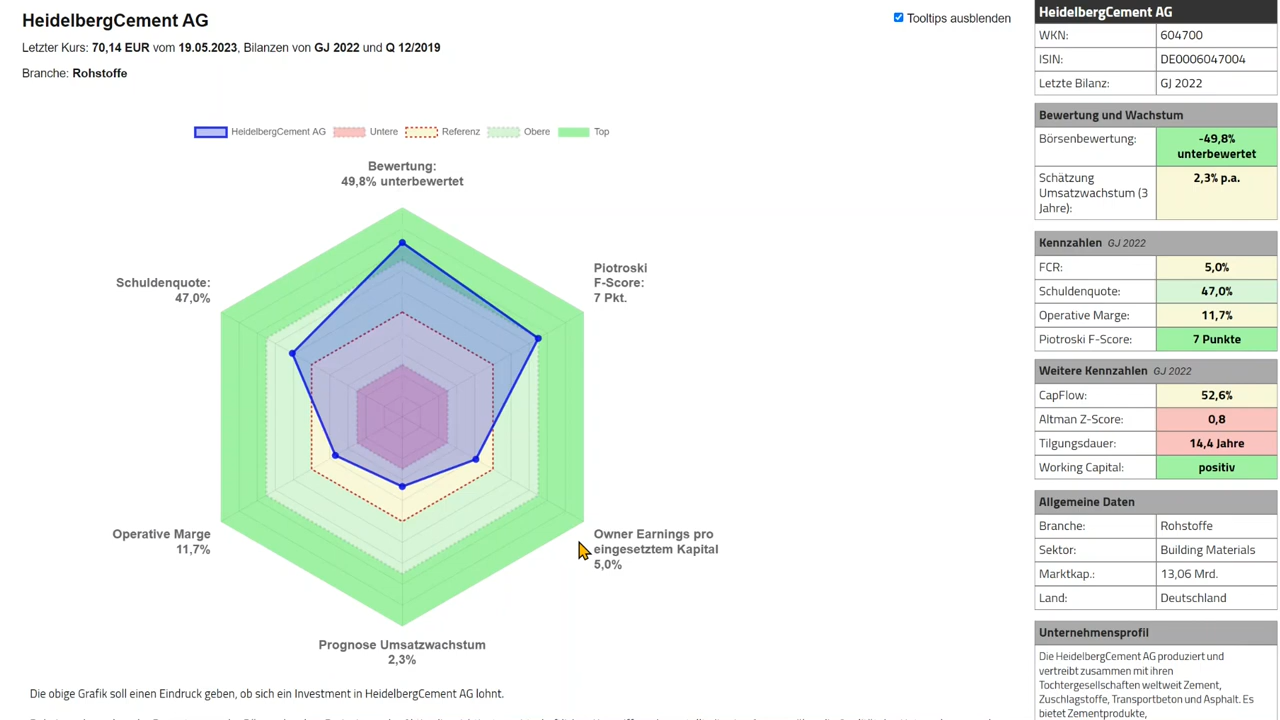 HeidelbergCement AG
Tooltips ausblenden
Letzter Kurs: 70,14 EUR vom 19.05.2023, Bilanzen von GJ 2022 und Q 12/2019
Branche: Rohstoffe
HeidelbergCement AG Untere Referenz Obere Top
Bewertung:
49,8% unterbewertet
Piotroski
F-Score:
7 Pkt.
Schuldenquote:
47,0%
Operative Marge
11,7%
Owner Earnings pro
eingesetztem Kapital
5,0%
Prognose Umsatzwachstum
2,3%
Die obige Grafik soll einen Eindruck geben, ob sich ein Investment in HeidelbergCement AG lohnt.
HeidelbergCement AG
WKN: 604700
ISIN: DE0006047004
Letzte Bilanz: GJ 2022
Bewertung und Wachstum
Börsenbewertung: -49,8%
unterbewertet
Schätzung 2,3% p.a.
Umsatzwachstum (3
Jahre):
Kennzahlen GJ 2022
FCR: 5,0%
Schuldenquote: 47,0%
Operative Marge: 11,7%
Piotroski F-Score: 7 Punkte
Weitere Kennzahlen GJ 2022
CapFlow: 52,6%
Altman Z-Score: 0,8
Tilgungsdauer: 14,4 Jahre
Working Capital: positiv
Allgemeine Daten
Branche: Rohstoffe
Sektor: Building Materials
Marktkap.: 13,06 Mrd.
Land: Deutschland
Unternehmensprofil
Die HeidelbergCement AG produziert und
vertreibt zusammen mit ihren
Tochtergesellschaften weltweit Zement,
Zuschlagstoffe, Transportbeton und Asphalt. Es
bietet Zementprodukte,